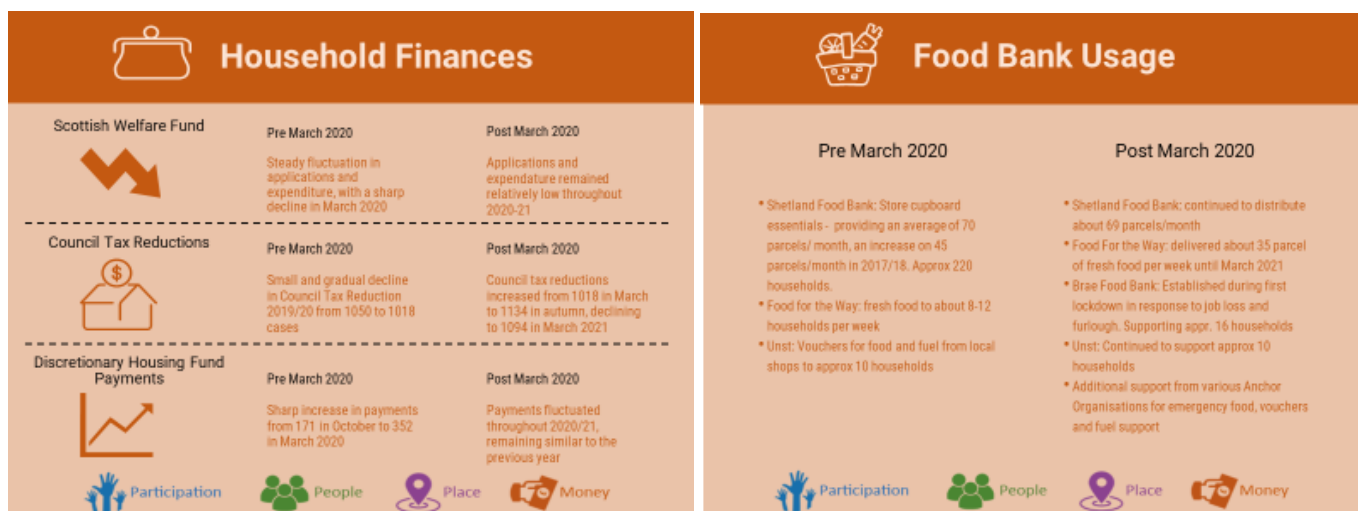 Household Finances
Scottish Welfare Fund
Pre March 2020
Steady fluctuation in
applications and
expenditure, with a sharp
decline in March 2020
Post March 2020
Applications and
expendature remained
relatively low throughout
2020-21
Council Tax Reductions
$
Pre March 2020
Small and gradual decline
in Council Tax Reduction
2019/20 from 1050 to 1018
cases
Post March 2020
Council tax reductions
increased from 1018 in March
to 1134 in autumn, declining
to 1094 in March 2021
Discretionary Housing Fund
Payments
Pre March 2020
Sharp increase in payments
from 171 in October to 352
in March 2020
Post March 2020
Payments fluctuated
throughout 2020/21,
remaining similar to the
previous year
Participation
People
Place
Money
Food Bank Usage
Pre March 2020
• Shetland Food Bank: Store cupboard
essentials - providing an average of 70
parcels/ month, an increase on 45
parcels/month in 2017/18. Approx 220
households.
• Food for the Way: fresh food to about 8-12
households per week
• Unst: Vouchers for food and fuel from local
shops to approx 10 households
Post March 2020
• Shetland Food Bank: continued to distribute
about 69 parcels/month
• Food For the Way: delivered about 35 parcel
of fresh food per week until March 2021
• Brae Food Bank: Established during first
lockdown in response to job loss and
furlough. Supporting appr. 16 households
• Unst: Continued to support approx 10
households
• Additional support from various Anchor
Organisations for emergency food, vouchers
and fuel support
Participation
People
Place
Money